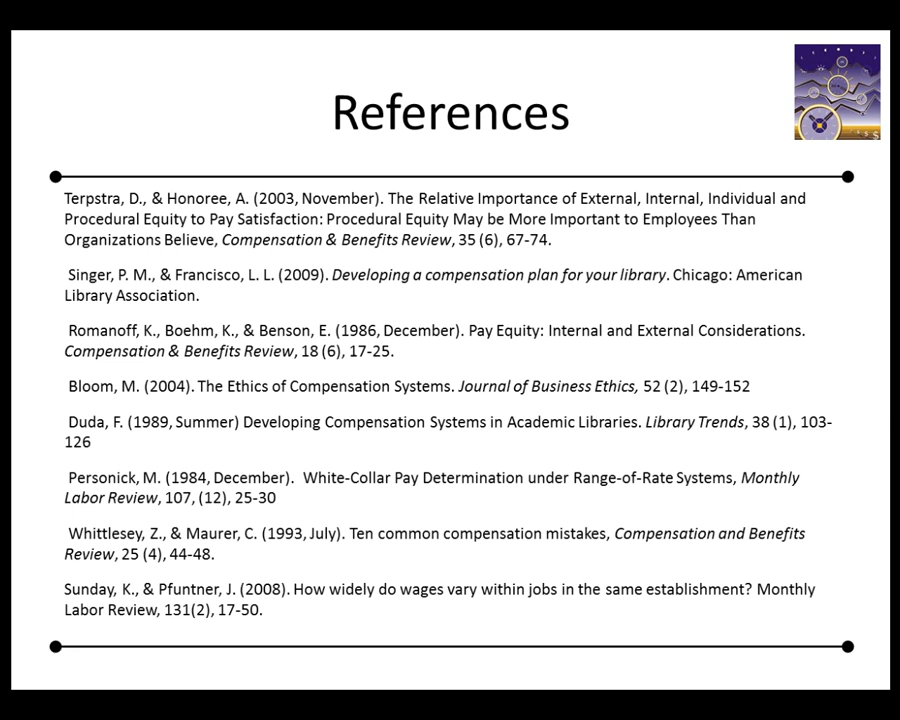 References
Terpstra, D., & Honoree, A. (2003, November). The Relative Importance of External, Internal, Individual and
Procedural Equity to Pay Satisfaction: Procedural Equity May be More Important to Employees Than
Organizations Believe, Compensation & Benefits Review, 35 (6), 67-74.
Singer, P. M., & Francisco, L. L. (2009). Developing a compensation plan for your library. Chicago: American
Library Association.
Romanoff, K., Boehm, K., & Benson, E. (1986, December). Pay Equity: Internal and External Considerations.
Compensation & Benefits Review, 18 (6), 17-25.
Bloom, M. (2004). The Ethics of Compensation Systems. Journal of Business Ethics, 52 (2), 149-152
Duda, F. (1989, Summer) Developing Compensation Systems in Academic Libraries. Library Trends, 38 (1), 103-
126
Personick, M. (1984, December).  White-Collar Pay Determination under Range-of-Rate Systems, Monthly
Labor Review, 107, (12), 25-30
Whittlesey, Z., & Maurer, C. (1993, July). Ten common compensation mistakes, Compensation and Benefits
Review, 25 (4), 44-48.
Sunday, K., & Pfuntner, J. (2008). How widely do wages vary within jobs in the same establishment? Monthly
Labor Review, 131(2), 17-50.